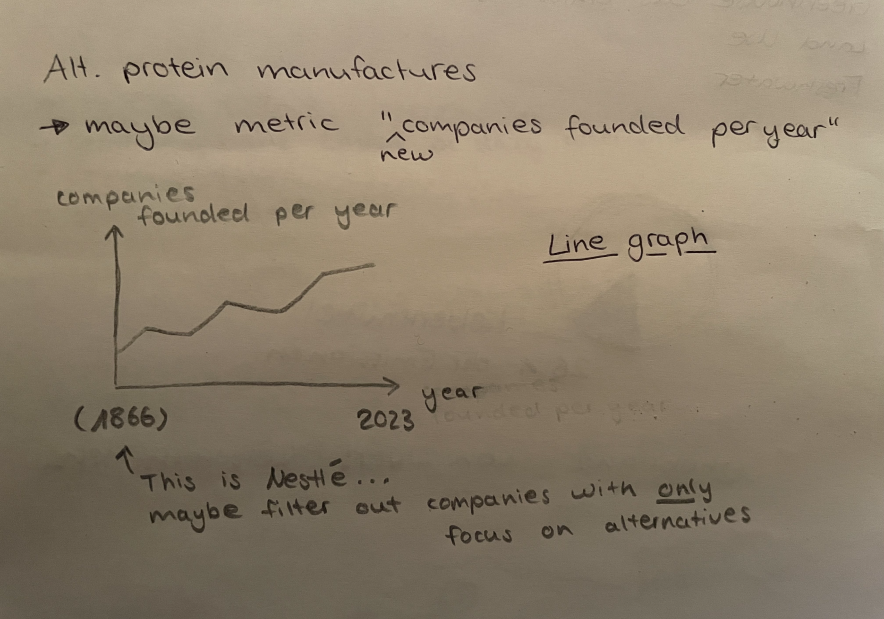 Alt. protein manufactures
→ maybe metric "new companies founded per year"
companies
founded per year
Line graph
year
(1866)
2023
↑ This is Nestlé...
maybe filter out companies with only
focus on alternatives